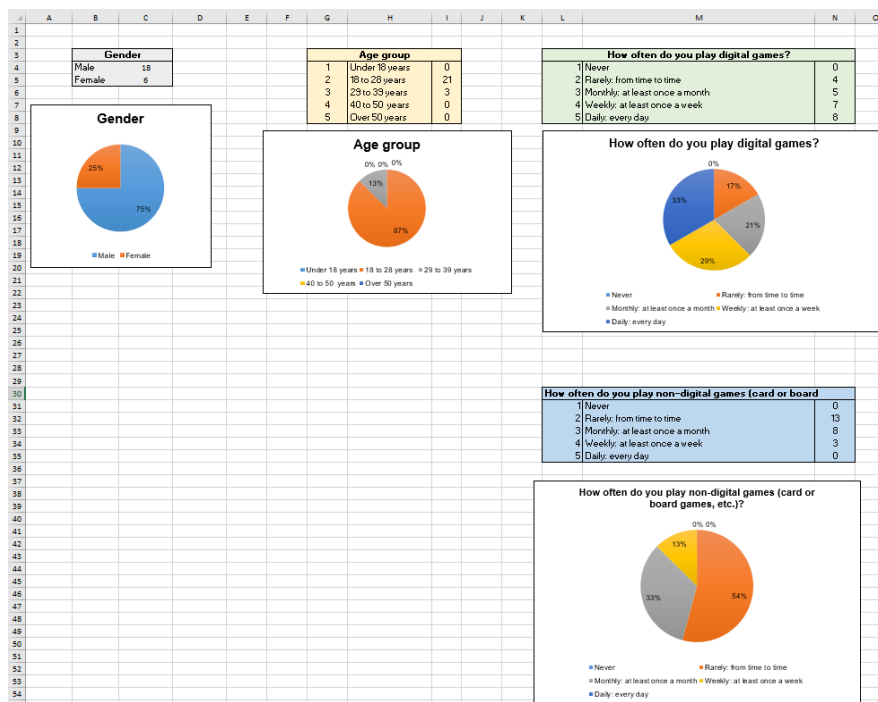 A B C D E F G H I J K L M N O
1
2
3 Gender Age group How often do you play digital games?
4 Male 18 1 Under 18 years 0 1 Never 0
5 Female 6 2 18 to 28 years 21 2 Rarely: from time to time 4
6 3 29 to 39 years 3 3 Monthly: at least once a month 5
7 4 40 to 50 years 0 4 Weekly: at least once a week 7
8 5 Over 50 years 0 5 Daily: every day 8
9
10
11
12
13
14
15
16
17
18
19
20
21
22
23
24
25
26
27
28
29
30 How often do you play non-digital games (card or board
31 1 Never 0
32 2 Rarely: from time to time 13
33 3 Monthly: at least once a month 8
34 4 Weekly: at least once a week 3
35 5 Daily: every day 0
36
37
38
39
40
41
42
43
44
45
46
47
48
49
50
51
52
53
54
Gender
25%
75%
Male Female
Age group
0% 0% 0%
13%
87%
Under 18 years 18 to 28 years 29 to 39 years
40 to 50 years Over 50 years
How often do you play digital games?
0%
17%
33%
21%
29%
Never Rarely: from time to time
Monthly: at least once a month Weekly: at least once a week
Daily: every day
How often do you play non-digital games (card or
board games, etc.)?
0% 0%
13%
33% 54%
Never Rarely: from time to time
Monthly: at least once a month Weekly: at least once a week
Daily: every day